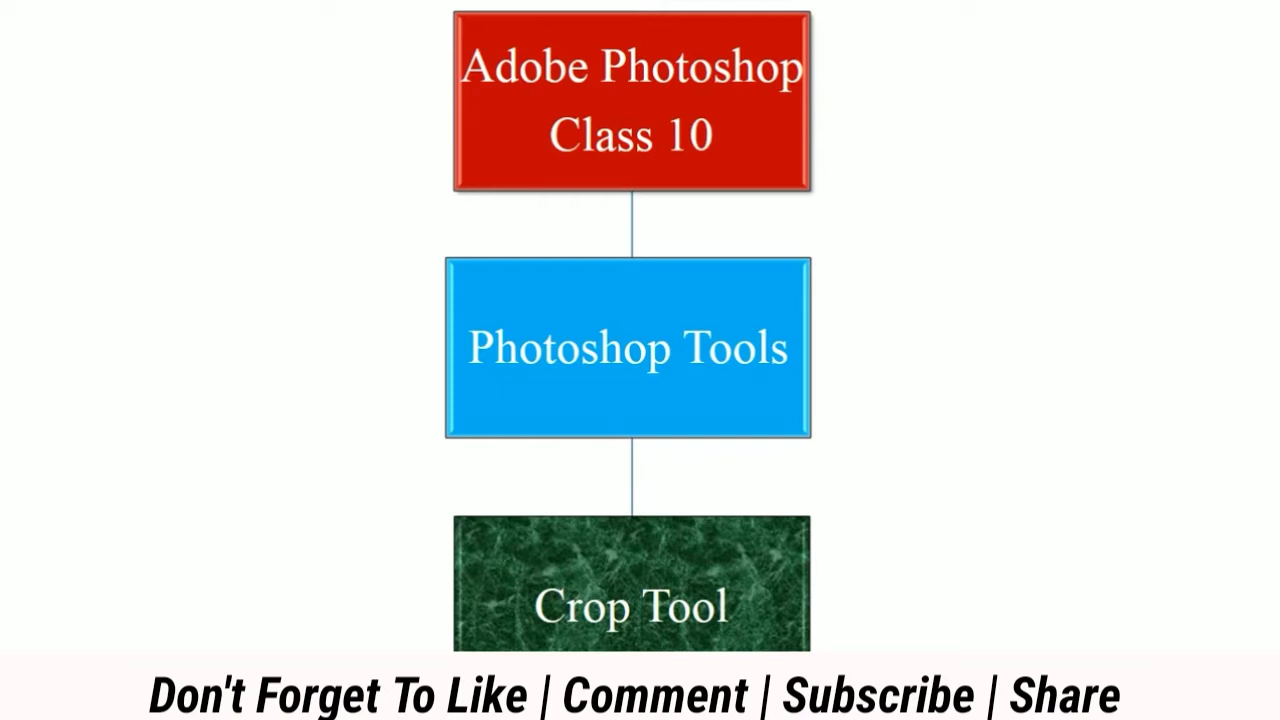 Adobe Photoshop
Class 10
Photoshop Tools
Crop Tool
Don't Forget To Like | Comment | Subscribe | Share